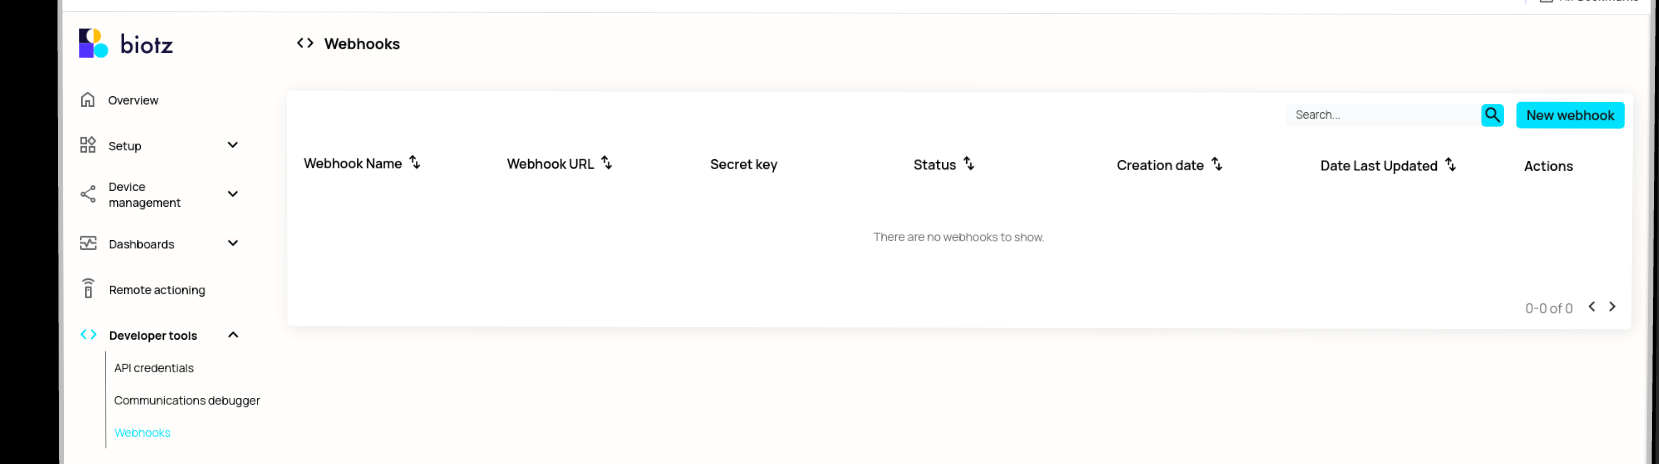 biotz
Webhooks
Overview
Setup
Device
management
Dashboards
Remote actioning
Developer tools
API credentials
Communications debugger
Webhooks
Search...
New webhook
Webhook Name
Webhook URL
Secret key
Status
Creation date
Date Last Updated
Actions
There are no webhooks to show.
0-0 of 0